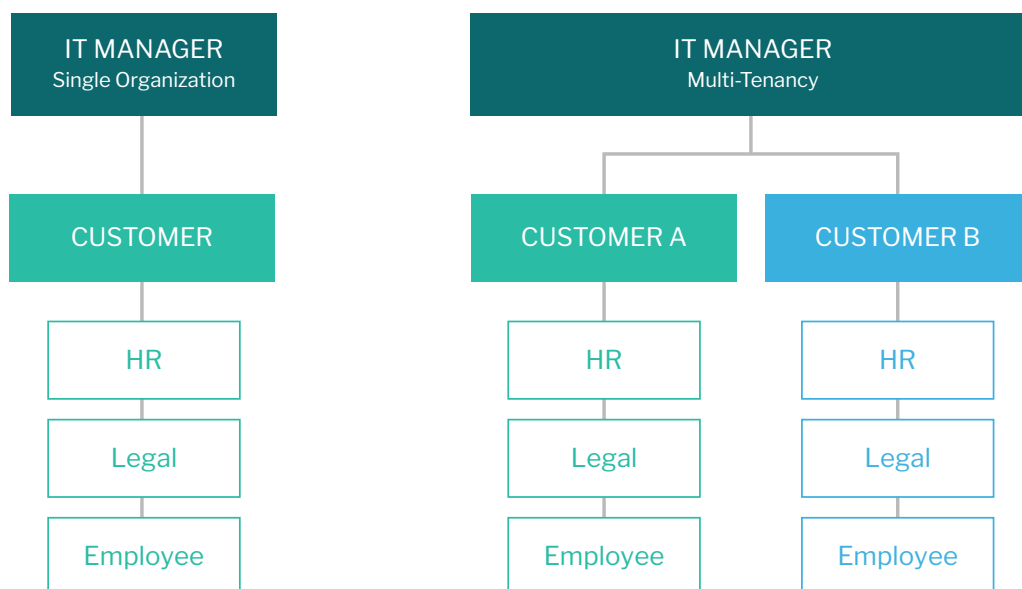 IT MANAGER
Single Organization
CUSTOMER
HR
Legal
Employee
IT MANAGER
Multi-Tenancy
CUSTOMER A
HR
Legal
Employee
CUSTOMER B
HR
Legal
Employee